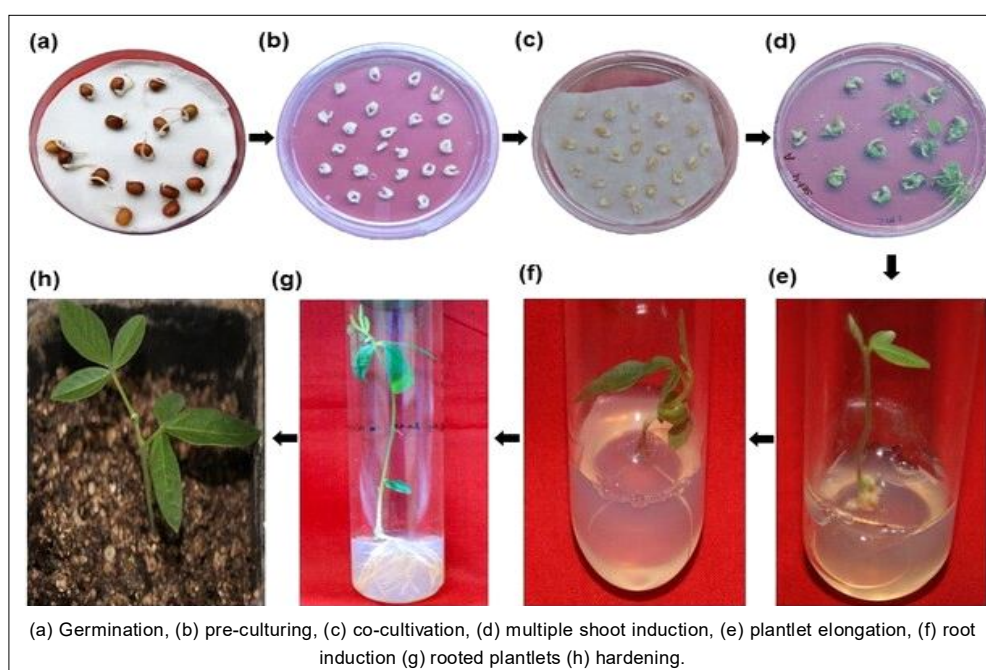 (a)
(b)
(c)
(d)
(h)
(g)
(f)
(e)
(a) Germination, (b) pre-culturing, (c) co-cultivation, (d) multiple shoot induction, (e) plantlet elongation, (f) root
induction (g) rooted plantlets (h) hardening.